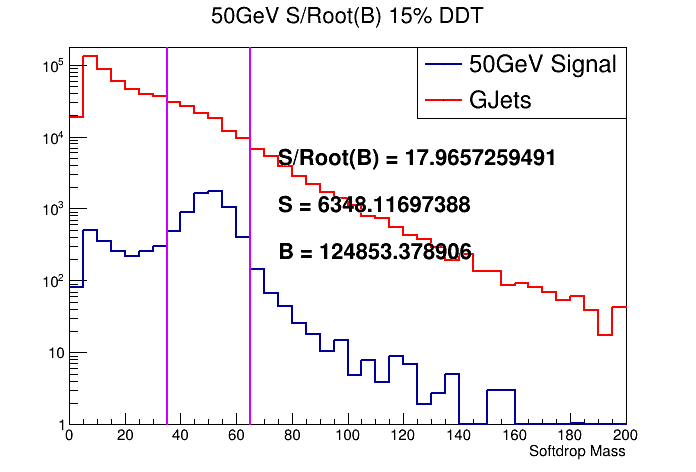 50GeV S/Root(B) 15% DDT
50GeV Signal
GJets
S/Root(B) = 17.9657259491
S = 6348.11697388
B = 124853.378906
10^5
10^4
10^3
10^2
10
1
0 20 40 60 80 100 120 140 160 180 200
Softdrop Mass